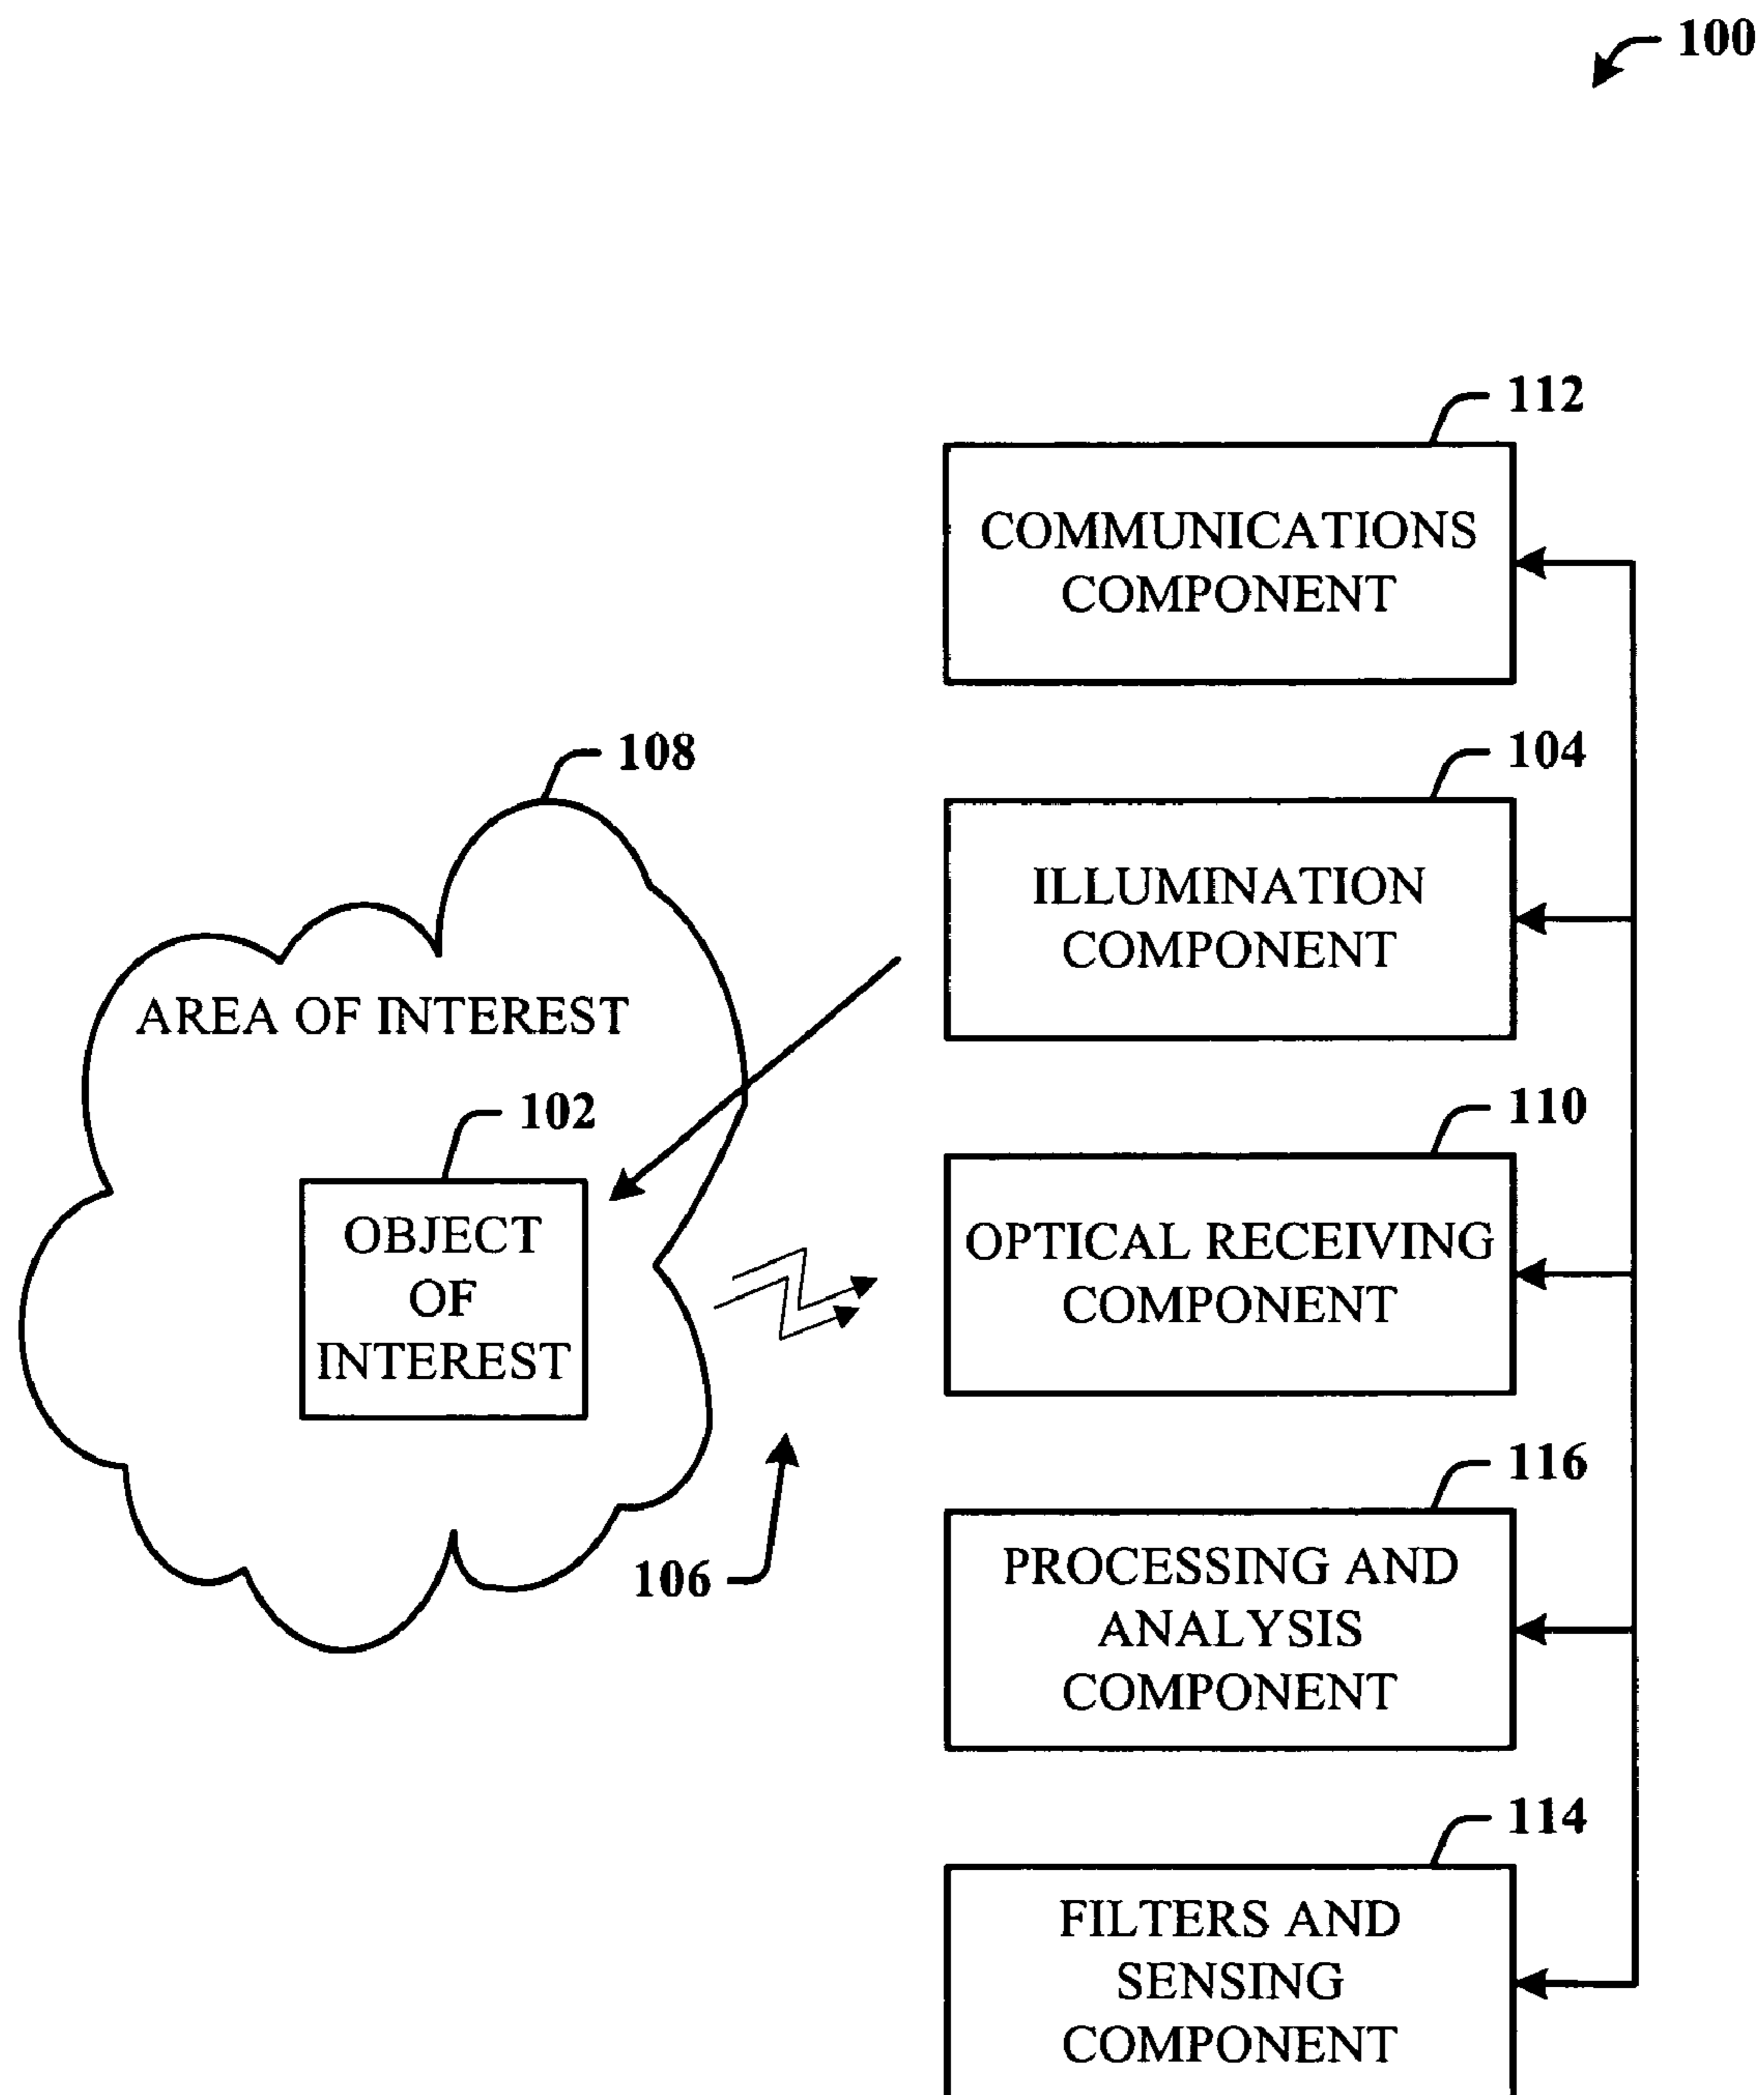 100
112
COMMUNICATIONS
COMPONENT
108
104
ILLUMINATION
COMPONENT
AREA OF INTEREST
102
110
OBJECT
OF
INTEREST
OPTICAL RECEIVING
COMPONENT
116
PROCESSING AND
ANALYSIS
COMPONENT
106
114
FILTERS AND
SENSING
COMPONENT